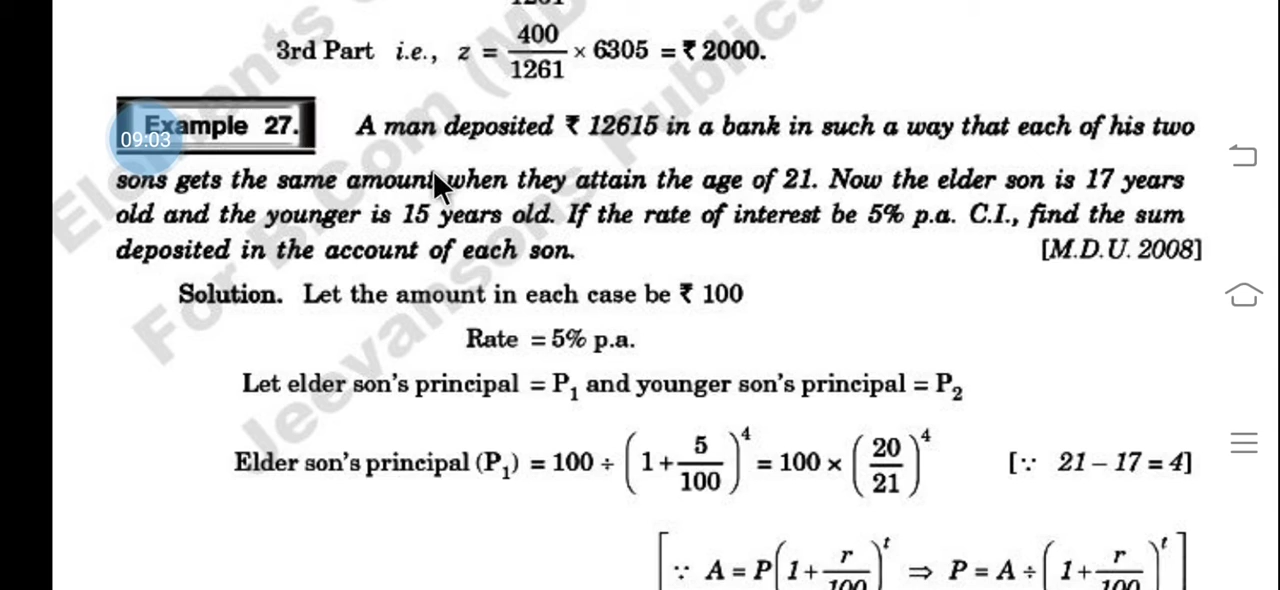 1261
3rd Part i.e., z = 400/1261 × 6305 = ₹ 2000.
Example 27. A man deposited ₹ 12615 in a bank in such a way that each of his two
09:03
sons gets the same amount when they attain the age of 21. Now the elder son is 17 years
old and the younger is 15 years old. If the rate of interest be 5% p.a. C.I., find the sum
deposited in the account of each son. [M.D.U. 2008]
Solution. Let the amount in each case be ₹ 100
Rate = 5% p.a.
Let elder son's principal = P₁ and younger son's principal = P₂
Elder son's principal (P₁) = 100 ÷ (1 + 5/100)⁴ = 100 × (20/21)⁴ [∵ 21 – 17 = 4]
[∵ A = P(1 + r/100)ᵗ ⇒ P = A ÷ (1 + r/100)ᵗ]
For B.Com (M
Jeevansons Publica